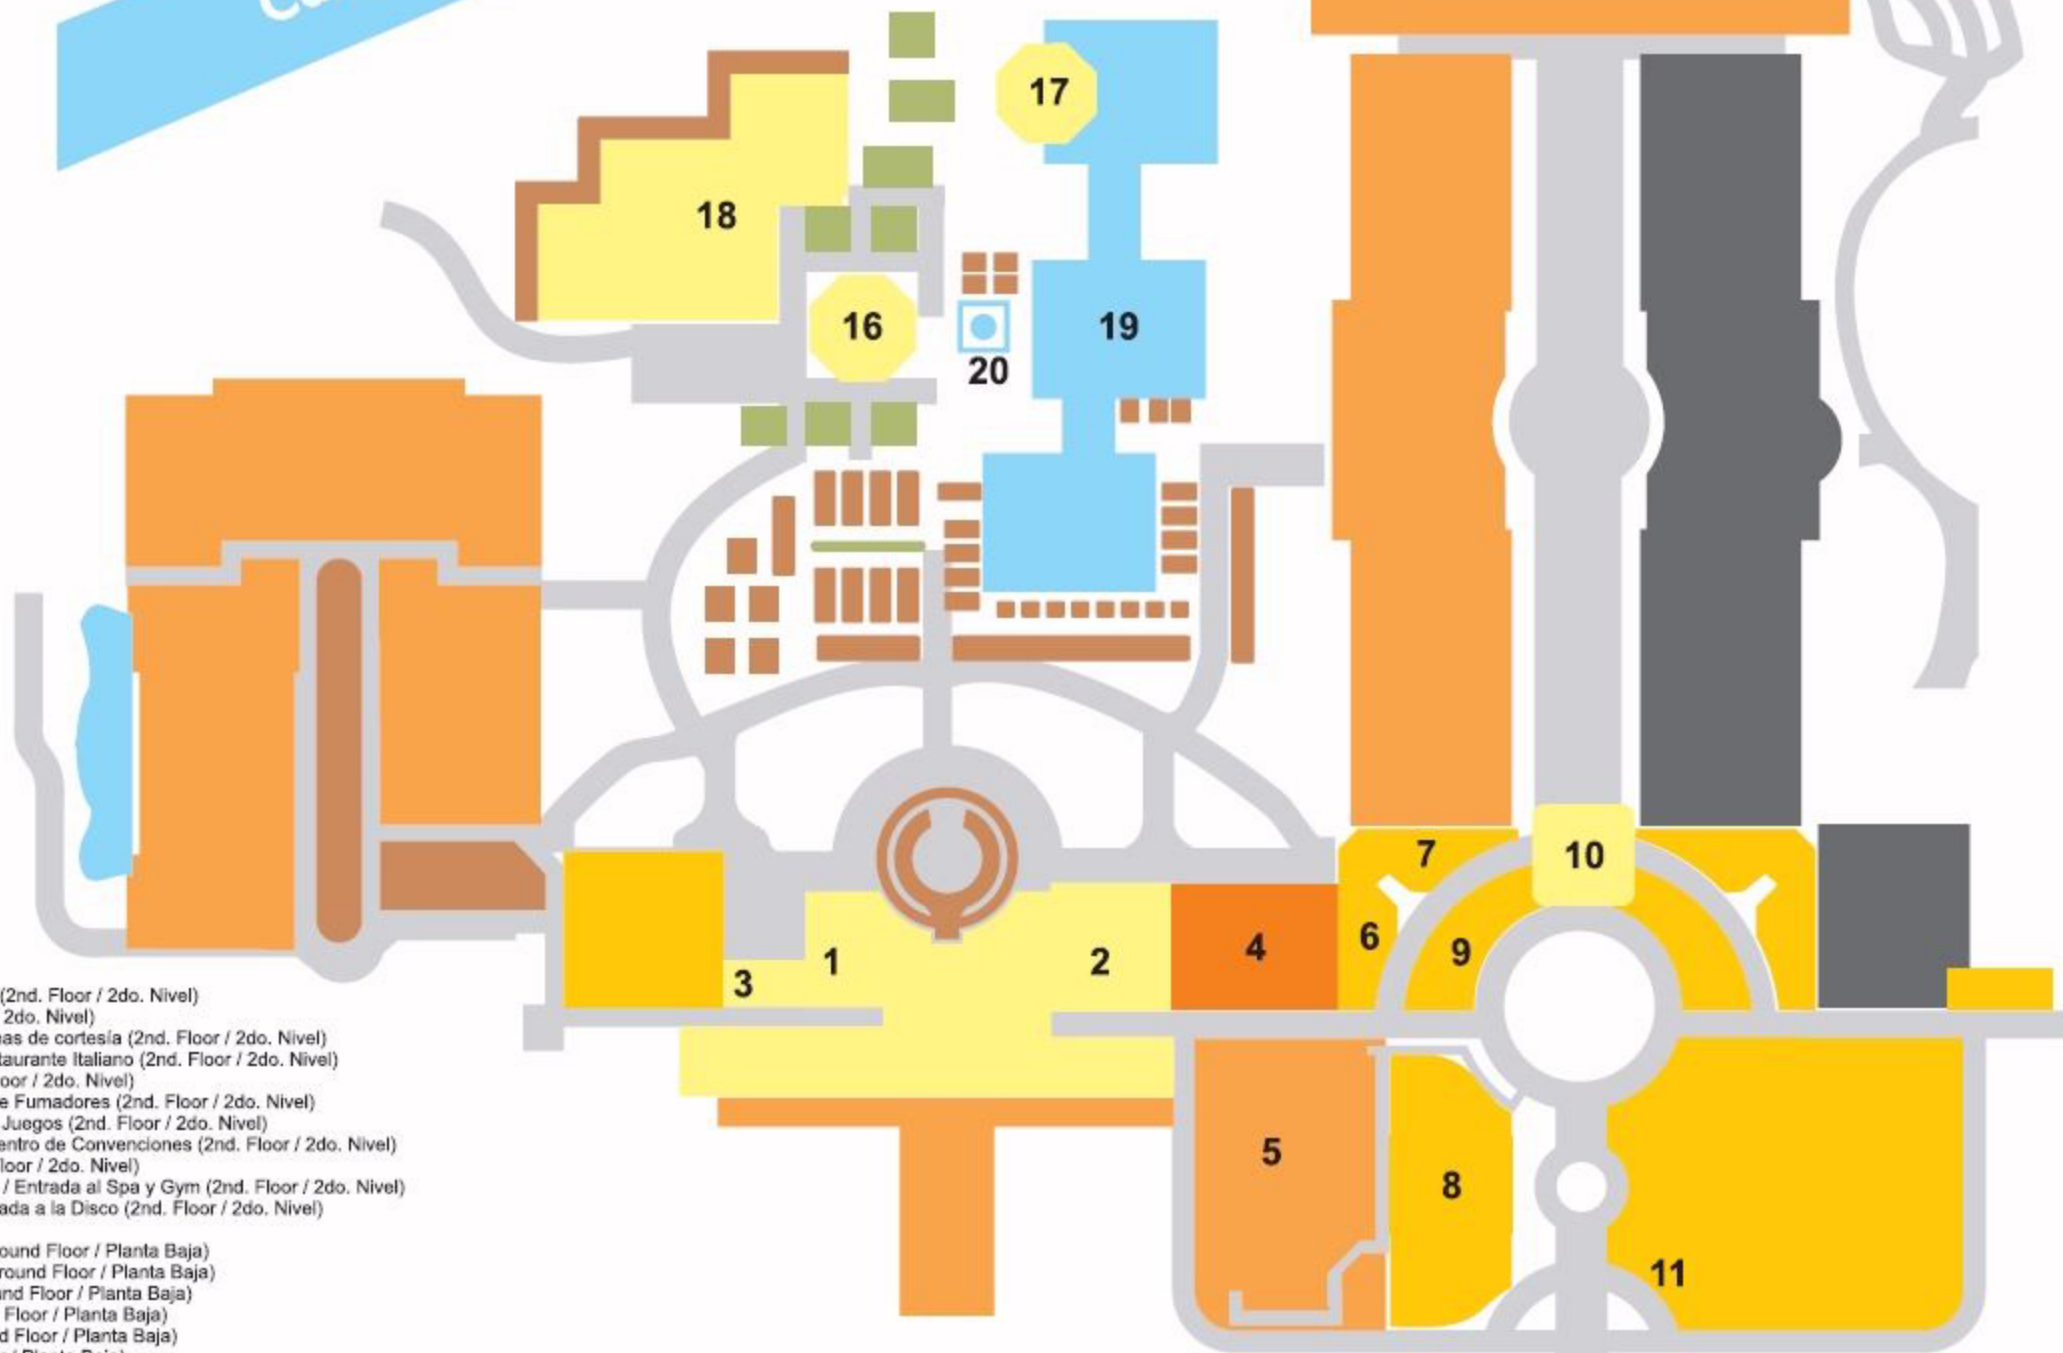 17
18
16
19
20
7
10
6
9
4
1
2
3
5
8
11
(2nd. Floor / 2do. Nivel)
2do. Nivel)
as de cortesía (2nd. Floor / 2do. Nivel)
taurante Italiano (2nd. Floor / 2do. Nivel)
oor / 2do. Nivel)
e Fumadores (2nd. Floor / 2do. Nivel)
Juegos (2nd. Floor / 2do. Nivel)
entro de Convenciones (2nd. Floor / 2do. Nivel)
loor / 2do. Nivel)
/ Entrada al Spa y Gym (2nd. Floor / 2do. Nivel)
ada a la Disco (2nd. Floor / 2do. Nivel)
ound Floor / Planta Baja)
round Floor / Planta Baja)
nd Floor / Planta Baja)
Floor / Planta Baja)
d Floor / Planta Baja)